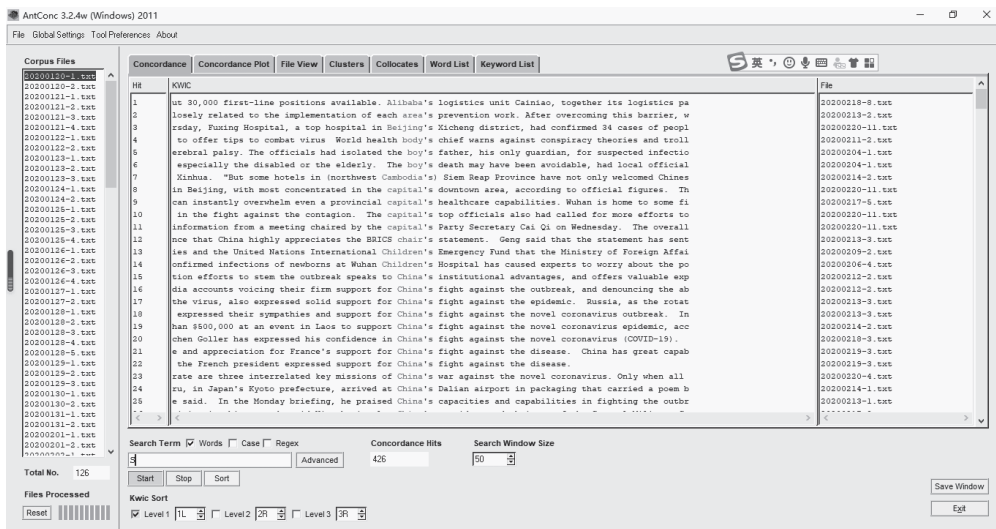 AntConc 3.2.4w (Windows) 2011
File Global Settings Tool Preferences About
Corpus Files
20200120-1.txt
20200120-2.txt
20200121-1.txt
20200121-2.txt
20200121-3.txt
20200121-4.txt
20200122-1.txt
20200122-2.txt
20200123-1.txt
20200123-2.txt
20200123-3.txt
20200124-1.txt
20200124-2.txt
20200125-1.txt
20200125-2.txt
20200125-3.txt
20200125-4.txt
20200126-1.txt
20200126-2.txt
20200126-3.txt
20200126-4.txt
20200127-1.txt
20200127-2.txt
20200128-1.txt
20200128-2.txt
20200128-3.txt
20200128-4.txt
20200128-5.txt
20200129-1.txt
20200129-2.txt
20200129-3.txt
20200130-1.txt
20200130-2.txt
20200131-1.txt
20200131-2.txt
20200201-1.txt
20200201-2.txt
Total No. 126
Files Processed
Reset
Concordance Concordance Plot File View Clusters Collocates Word List Keyword List
S 英
Hit KWIC File
1 ut 30,000 first-line positions available. Alibaba's logistics unit Cainiao, together its logistics pa 20200218-8.txt
2 losely related to the implementation of each area's prevention work. After overcoming this barrier, w 20200213-2.txt
3 rsday, Fuxing Hospital, a top hospital in Beijing's Xicheng district, had confirmed 34 cases of peopl 20200220-11.txt
4 to offer tips to combat virus World health body's chief warns against conspiracy theories and troll 20200211-2.txt
5 erebral palsy. The officials had isolated the boy's father, his only guardian, for suspected infectio 20200204-1.txt
6 especially the disabled or the elderly. The boy's death may have been avoidable, had local official 20200204-1.txt
7 Xinhua. "But some hotels in (northwest Cambodia's) Siem Reap Province have not only welcomed Chines 20200214-2.txt
8 in Beijing, with most concentrated in the capital's downtown area, according to official figures. Th 20200220-11.txt
9 can instantly overwhelm even a provincial capital's healthcare capabilities. Wuhan is home to some fi 20200217-5.txt
10 in the fight against the contagion. The capital's top officials also had called for more efforts to 20200220-11.txt
11 information from a meeting chaired by the capital's Party Secretary Cai Qi on Wednesday. The overall 20200220-11.txt
12 nce that China highly appreciates the BRICS chair's statement. Geng said that the statement has sent 20200213-3.txt
13 ies and the United Nations International Children's Emergency Fund that the Ministry of Foreign Affai 20200209-2.txt
14 onfirmed infections of newborns at Wuhan Children's Hospital has caused experts to worry about the po 20200206-4.txt
15 tion efforts to stem the outbreak speaks to China's institutional advantages, and offers valuable exp 20200212-2.txt
16 dia accounts voicing their firm support for China's fight against the outbreak, and denouncing the ab 20200212-2.txt
17 the virus, also expressed solid support for China's fight against the epidemic. Russia, as the rotat 20200213-3.txt
18 expressed their sympathies and support for China's fight against the novel coronavirus outbreak. In 20200213-3.txt
19 han $500,000 at an event in Laos to support China's fight against the novel coronavirus epidemic, acc 20200214-2.txt
20 chen Goller has expressed his confidence in China's fight against the novel coronavirus (COVID-19). 20200218-3.txt
21 e and appreciation for France's support for China's fight against the disease. China has great capab 20200219-3.txt
22 the French president expressed support for China's fight against the disease. 20200219-3.txt
23 rate are three interrelated key missions of China's war against the novel coronavirus. Only when all 20200220-4.txt
24 ru, in Japan's Kyoto prefecture, arrived at China's Dalian airport in packaging that carried a poem b 20200214-1.txt
25 e said. In the Monday briefing, he praised China's capacities and capabilities in fighting the outbr 20200213-1.txt
Search Term Words Case Regex Concordance Hits Search Window Size
S Advanced 426 50
Start Stop Sort
Kwic Sort
Level 1 1L Level 2 2R Level 3 3R
Save Window
Exit